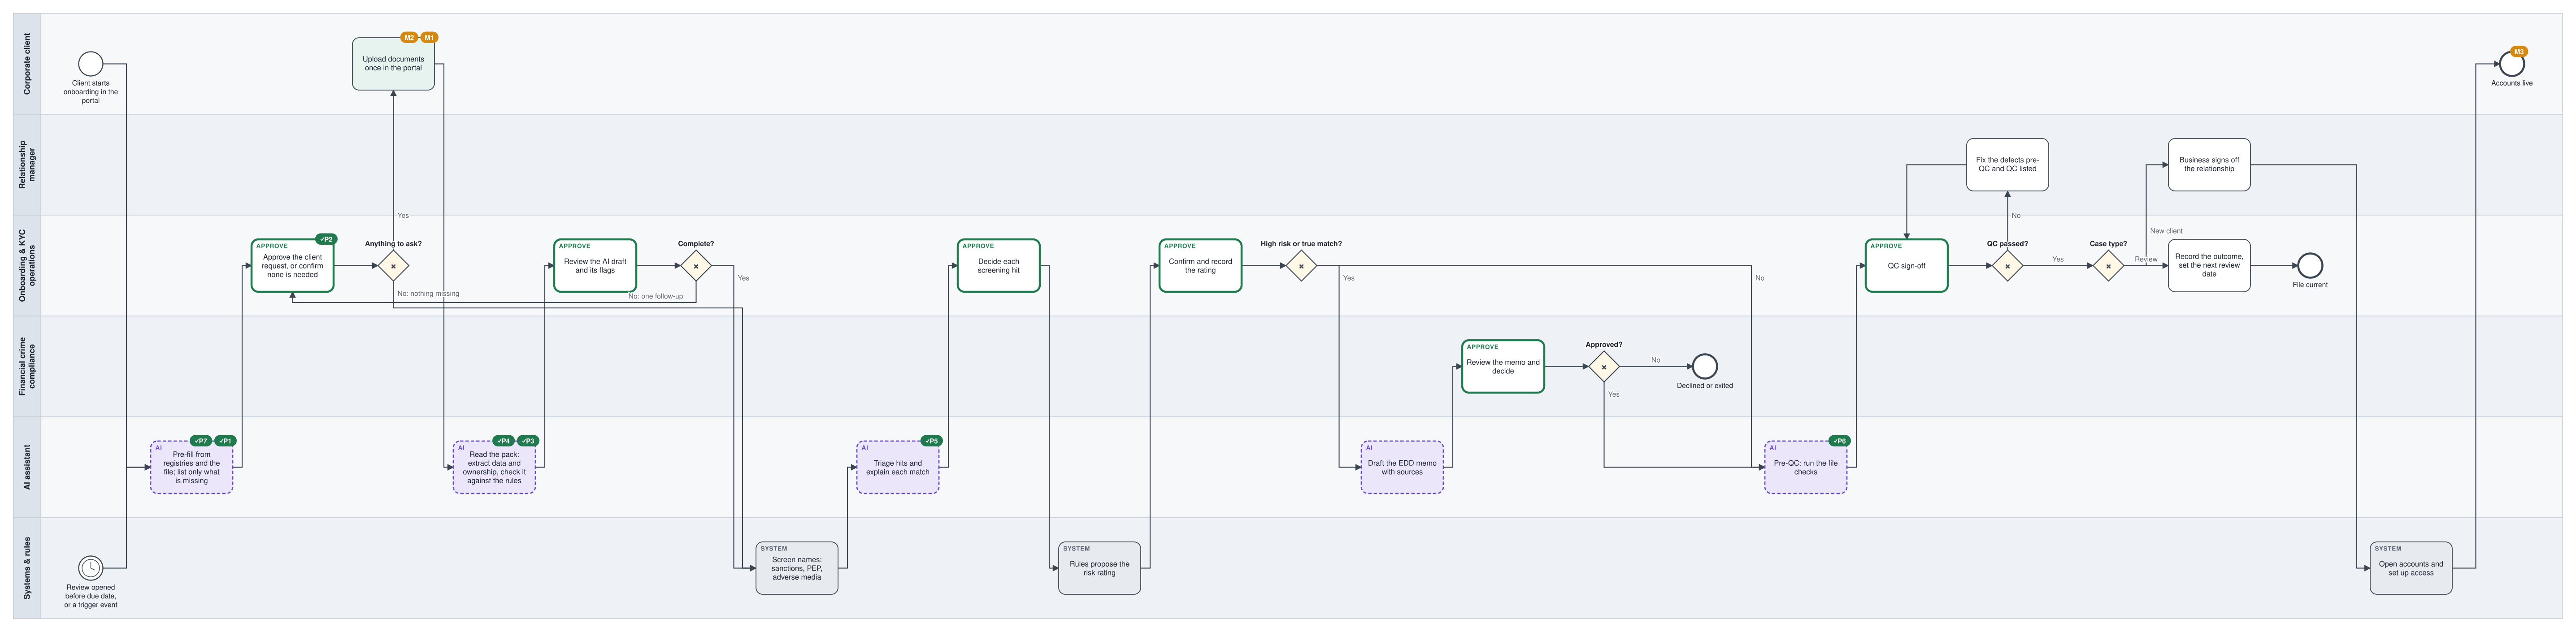 Corporate client
M2
M1
Upload documents
once in the portal
Client starts
onboarding in the
portal
M3
Accounts live
Relationship
manager
Fix the defects pre-
QC and QC listed
Business signs off
the relationship
Yes
No
New client
Onboarding & KYC
operations
✓P2
APPROVE
Approve the client
request, or confirm
none is needed
Anything to ask?
No: nothing missing
APPROVE
Review the AI draft
and its flags
Complete?
No: one follow-up
Yes
APPROVE
Decide each
screening hit
APPROVE
Confirm and record
the rating
High risk or true match?
Yes
No
APPROVE
QC sign-off
QC passed?
Yes
Case type?
Review
Record the outcome,
set the next review
date
File current
Financial crime
compliance
APPROVE
Review the memo and
decide
Approved?
No
Yes
Declined or exited
AI assistant
✓P7
✓P1
AI
Pre-fill from
registries and the
file; list only what
is missing
✓P4
✓P3
AI
Read the pack:
extract data and
ownership, check it
against the rules
✓P5
AI
Triage hits and
explain each match
AI
Draft the EDD memo
with sources
✓P6
AI
Pre-QC: run the file
checks
Systems & rules
Review opened
before due date,
or a trigger event
SYSTEM
Screen names:
sanctions, PEP,
adverse media
SYSTEM
Rules propose the
risk rating
SYSTEM
Open accounts and
set up access